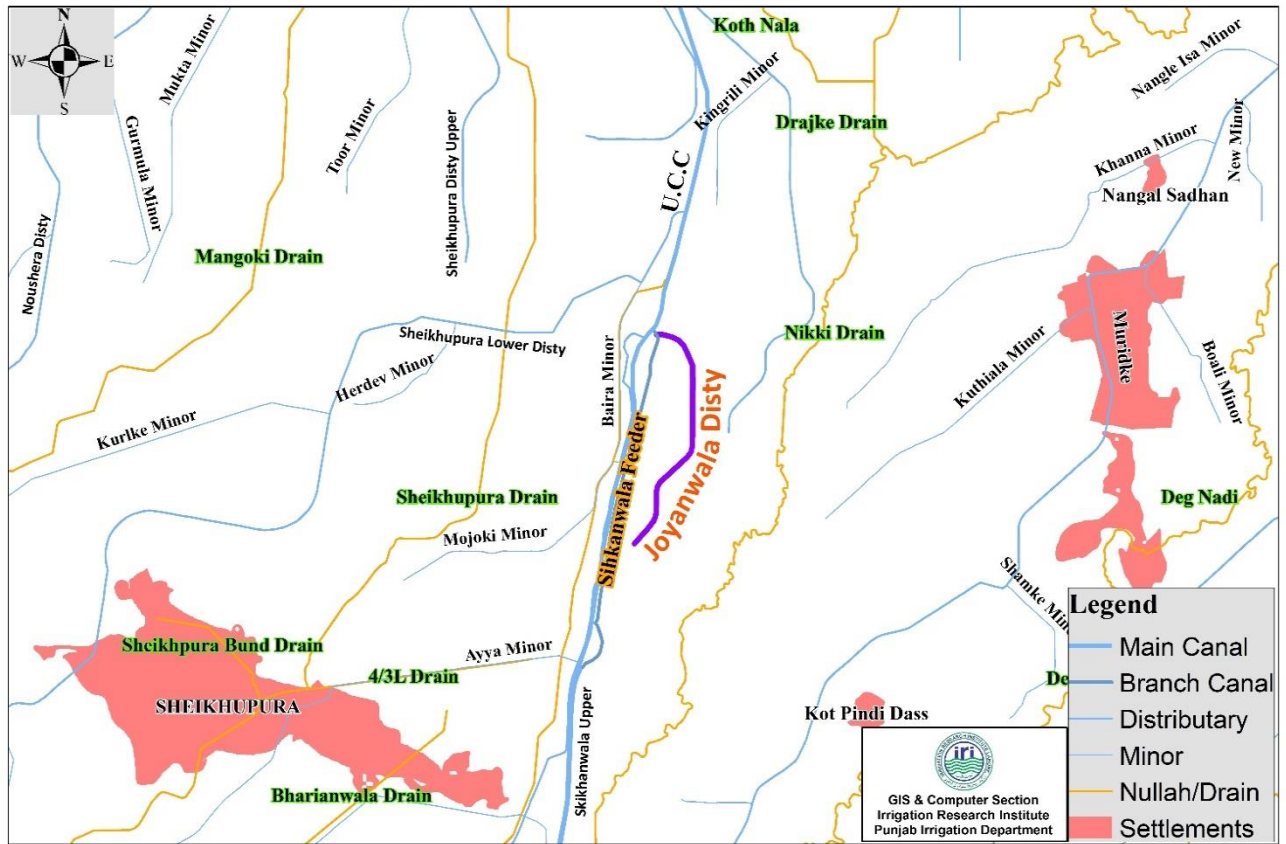 N
W
E
S
Koth Nala
Mukta Minor
Gurmula Minor
Toor Minor
Sheikhupura Disty Upper
Kingrili Minor
Nangle Isa Minor
Drajke Drain
Khanna Minor
New Minor
U.C.C
Nangal Sadhan
Noushera Disty
Mangoki Drain
Sheikhupura Lower Disty
Nikki Drain
Muridke
Kuthiala Minor
Boali Minor
Baira Minor
Herdev Minor
Kurlke Minor
Joyanwala Disty
Sihkanwala Feeder
Sheikhupura Drain
Deg Nadi
Mojoki Minor
Shamke Min
Sheikhpura Bund Drain
Ayya Minor
4/3L Drain
SHEIKHUPURA
De
Kot Pindi Dass
Skikhanwala Upper
Bharianwala Drain
iri
GIS & Computer Section
Irrigation Research Institute
Punjab Irrigation Department
Legend
Main Canal
Branch Canal
Distributary
Minor
Nullah/Drain
Settlements